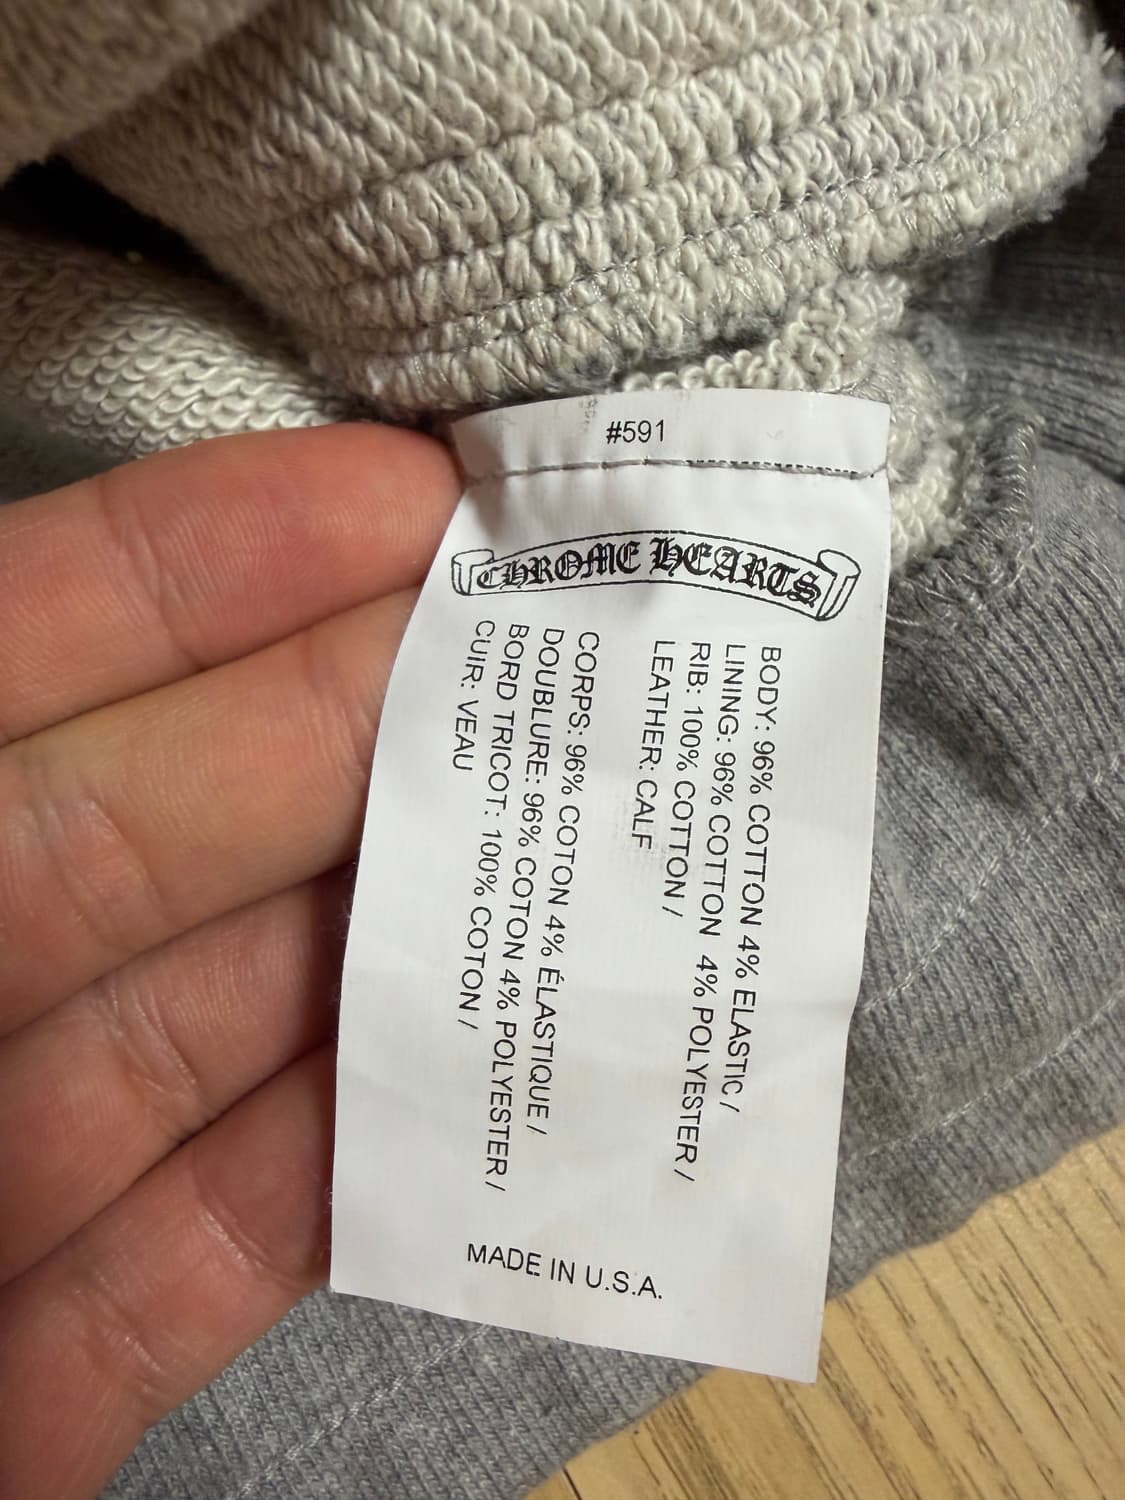 #591
CHROME HEARTS
BODY: 96% COTTON 4% ELASTIC /
LINING: 96% COTTON 4% POLYESTER /
RIB: 100% COTTON /
LEATHER: CALF
CORPS: 96% COTON 4% ÉLASTIQUE /
DOUBLURE: 96% COTON 4% POLYESTER /
BORD TRICOT: 100% COTON /
CUIR: VEAU
MADE IN U.S.A.